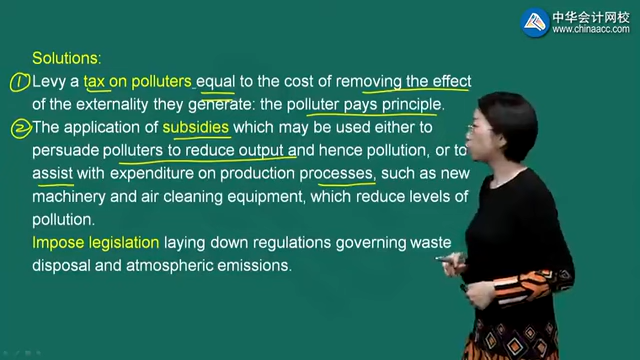 中华会计网校
www.chinaacc.com
Solutions:
① Levy a tax on polluters equal to the cost of removing the effect
of the externality they generate: the polluter pays principle.
② The application of subsidies which may be used either to
persuade polluters to reduce output and hence pollution, or to
assist with expenditure on production processes, such as new
machinery and air cleaning equipment, which reduce levels of
pollution.
Impose legislation laying down regulations governing waste
disposal and atmospheric emissions.